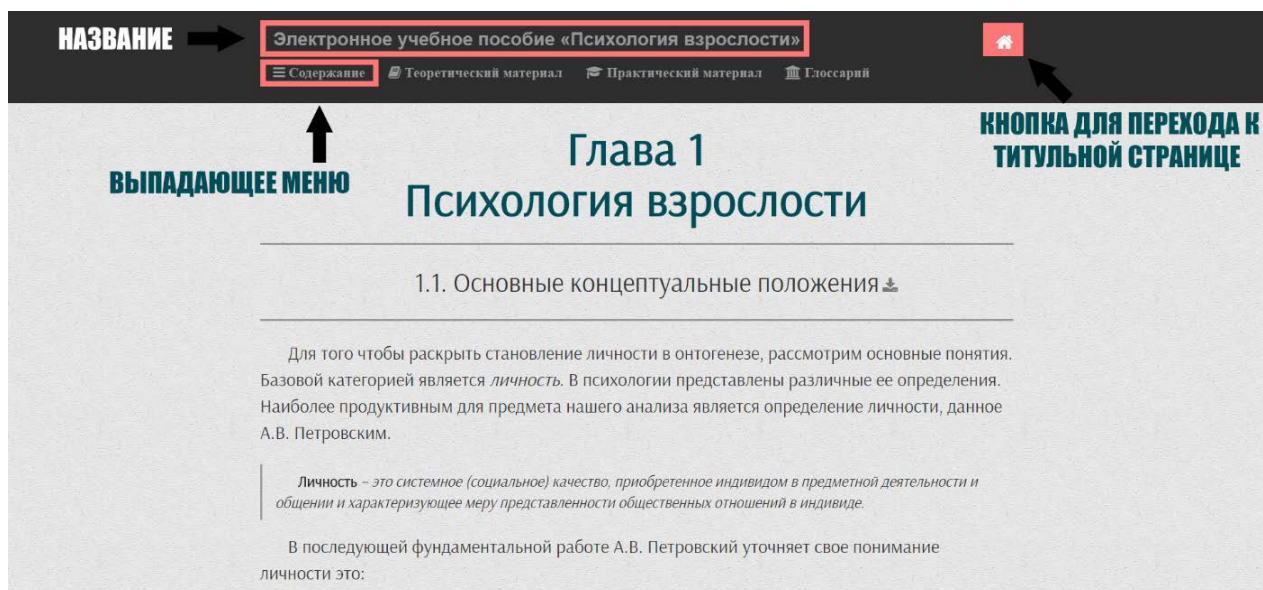 НАЗВАНИЕ
Электронное учебное пособие «Психология взрослости»
Содержание Теоретический материал Практический материал Глоссарий
КНОПКА ДЛЯ ПЕРЕХОДА К
ТИТУЛЬНОЙ СТРАНИЦЕ
ВЫПАДАЮЩЕЕ МЕНЮ
Глава 1
Психология взрослости
1.1. Основные концептуальные положения
Для того чтобы раскрыть становление личности в онтогенезе, рассмотрим основные понятия.
Базовой категорией является личность. В психологии представлены различные ее определения.
Наиболее продуктивным для предмета нашего анализа является определение личности, данное
А.В. Петровским.
Личность – это системное (социальное) качество, приобретенное индивидом в предметной деятельности и
общении и характеризующее меру представленности общественных отношений в индивиде.
В последующей фундаментальной работе А.В. Петровский уточняет свое понимание
личности это: